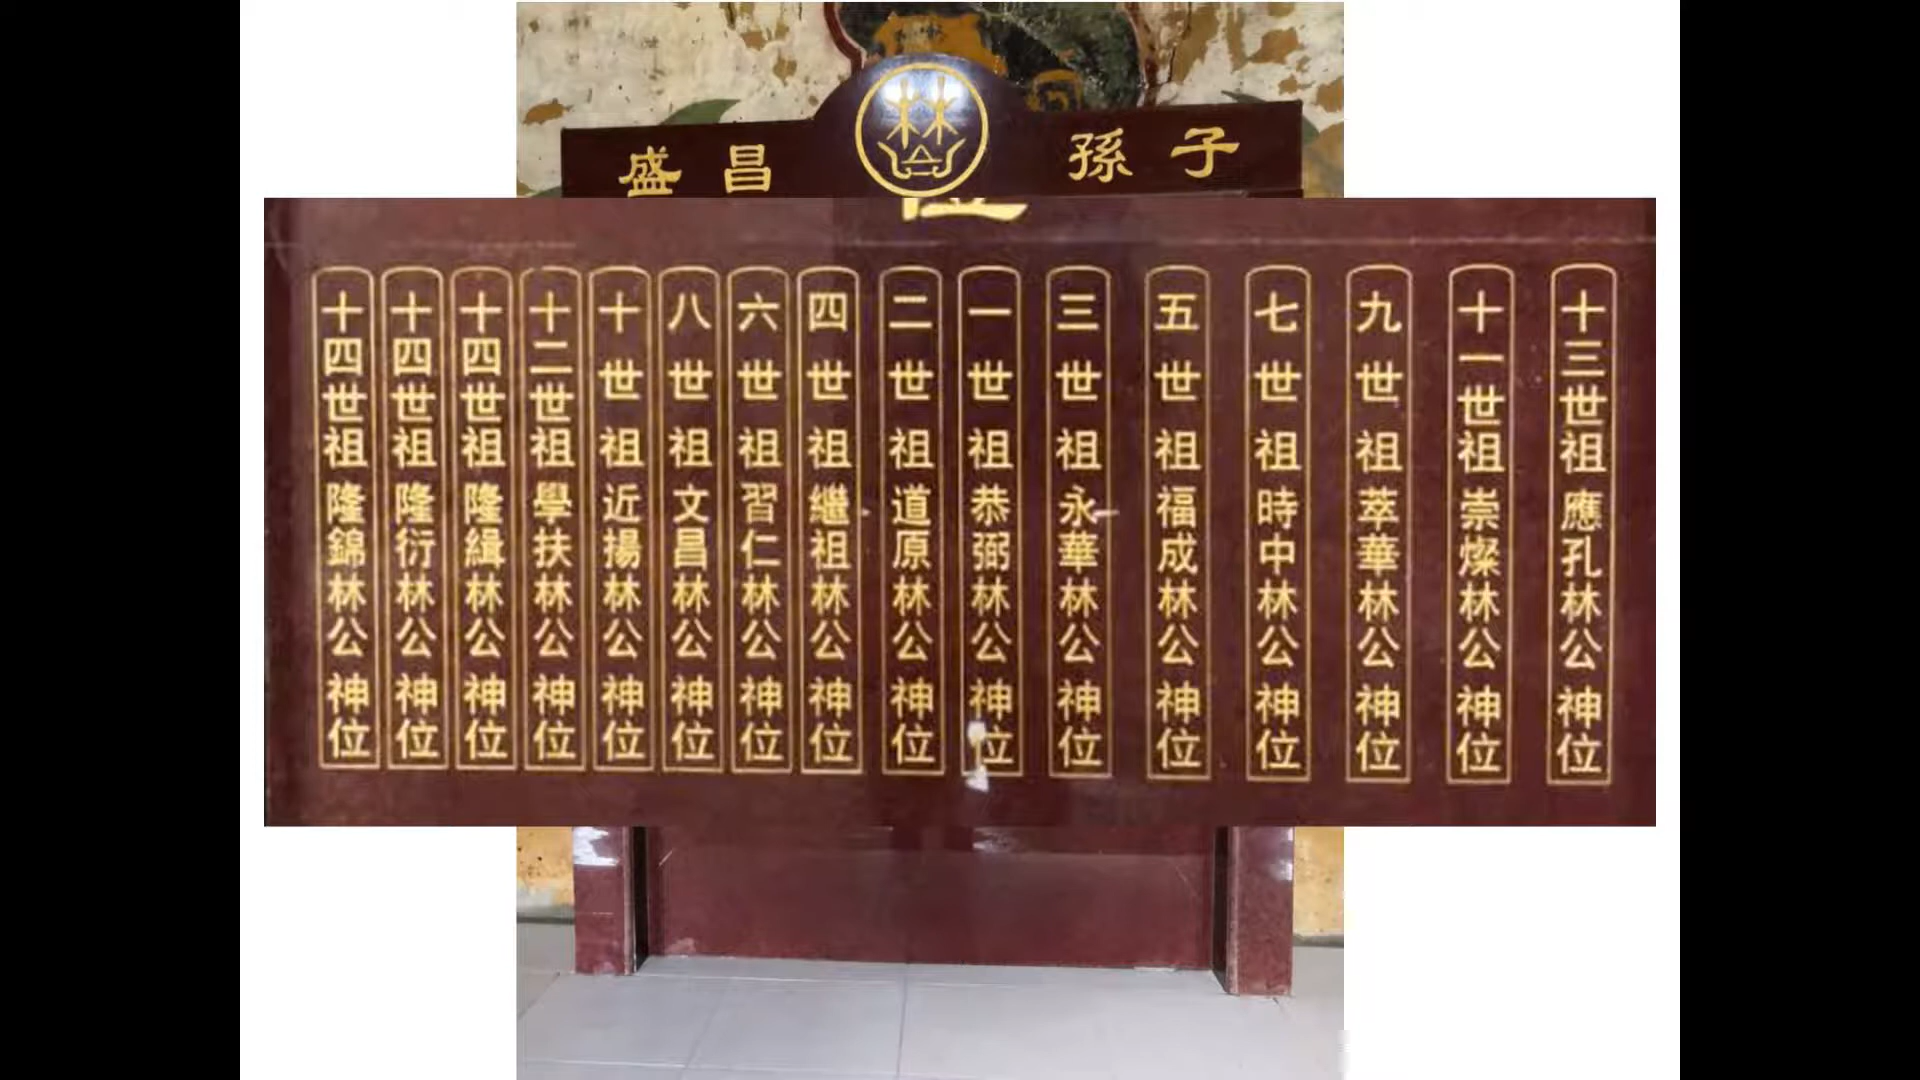 子孫
林
昌盛
位
十三世祖應孔林公神位
十一世祖崇燦林公神位
九世祖萃華林公神位
七世祖時中林公神位
五世祖福成林公神位
三世祖永華林公神位
一世祖恭弼林公神位
二世祖道原林公神位
四世祖繼祖林公神位
六世祖習仁林公神位
八世祖文昌林公神位
十世祖近揚林公神位
十二世祖學扶林公神位
十四世祖隆緝林公神位
十四世祖隆衍林公神位
十四世祖隆錦林公神位